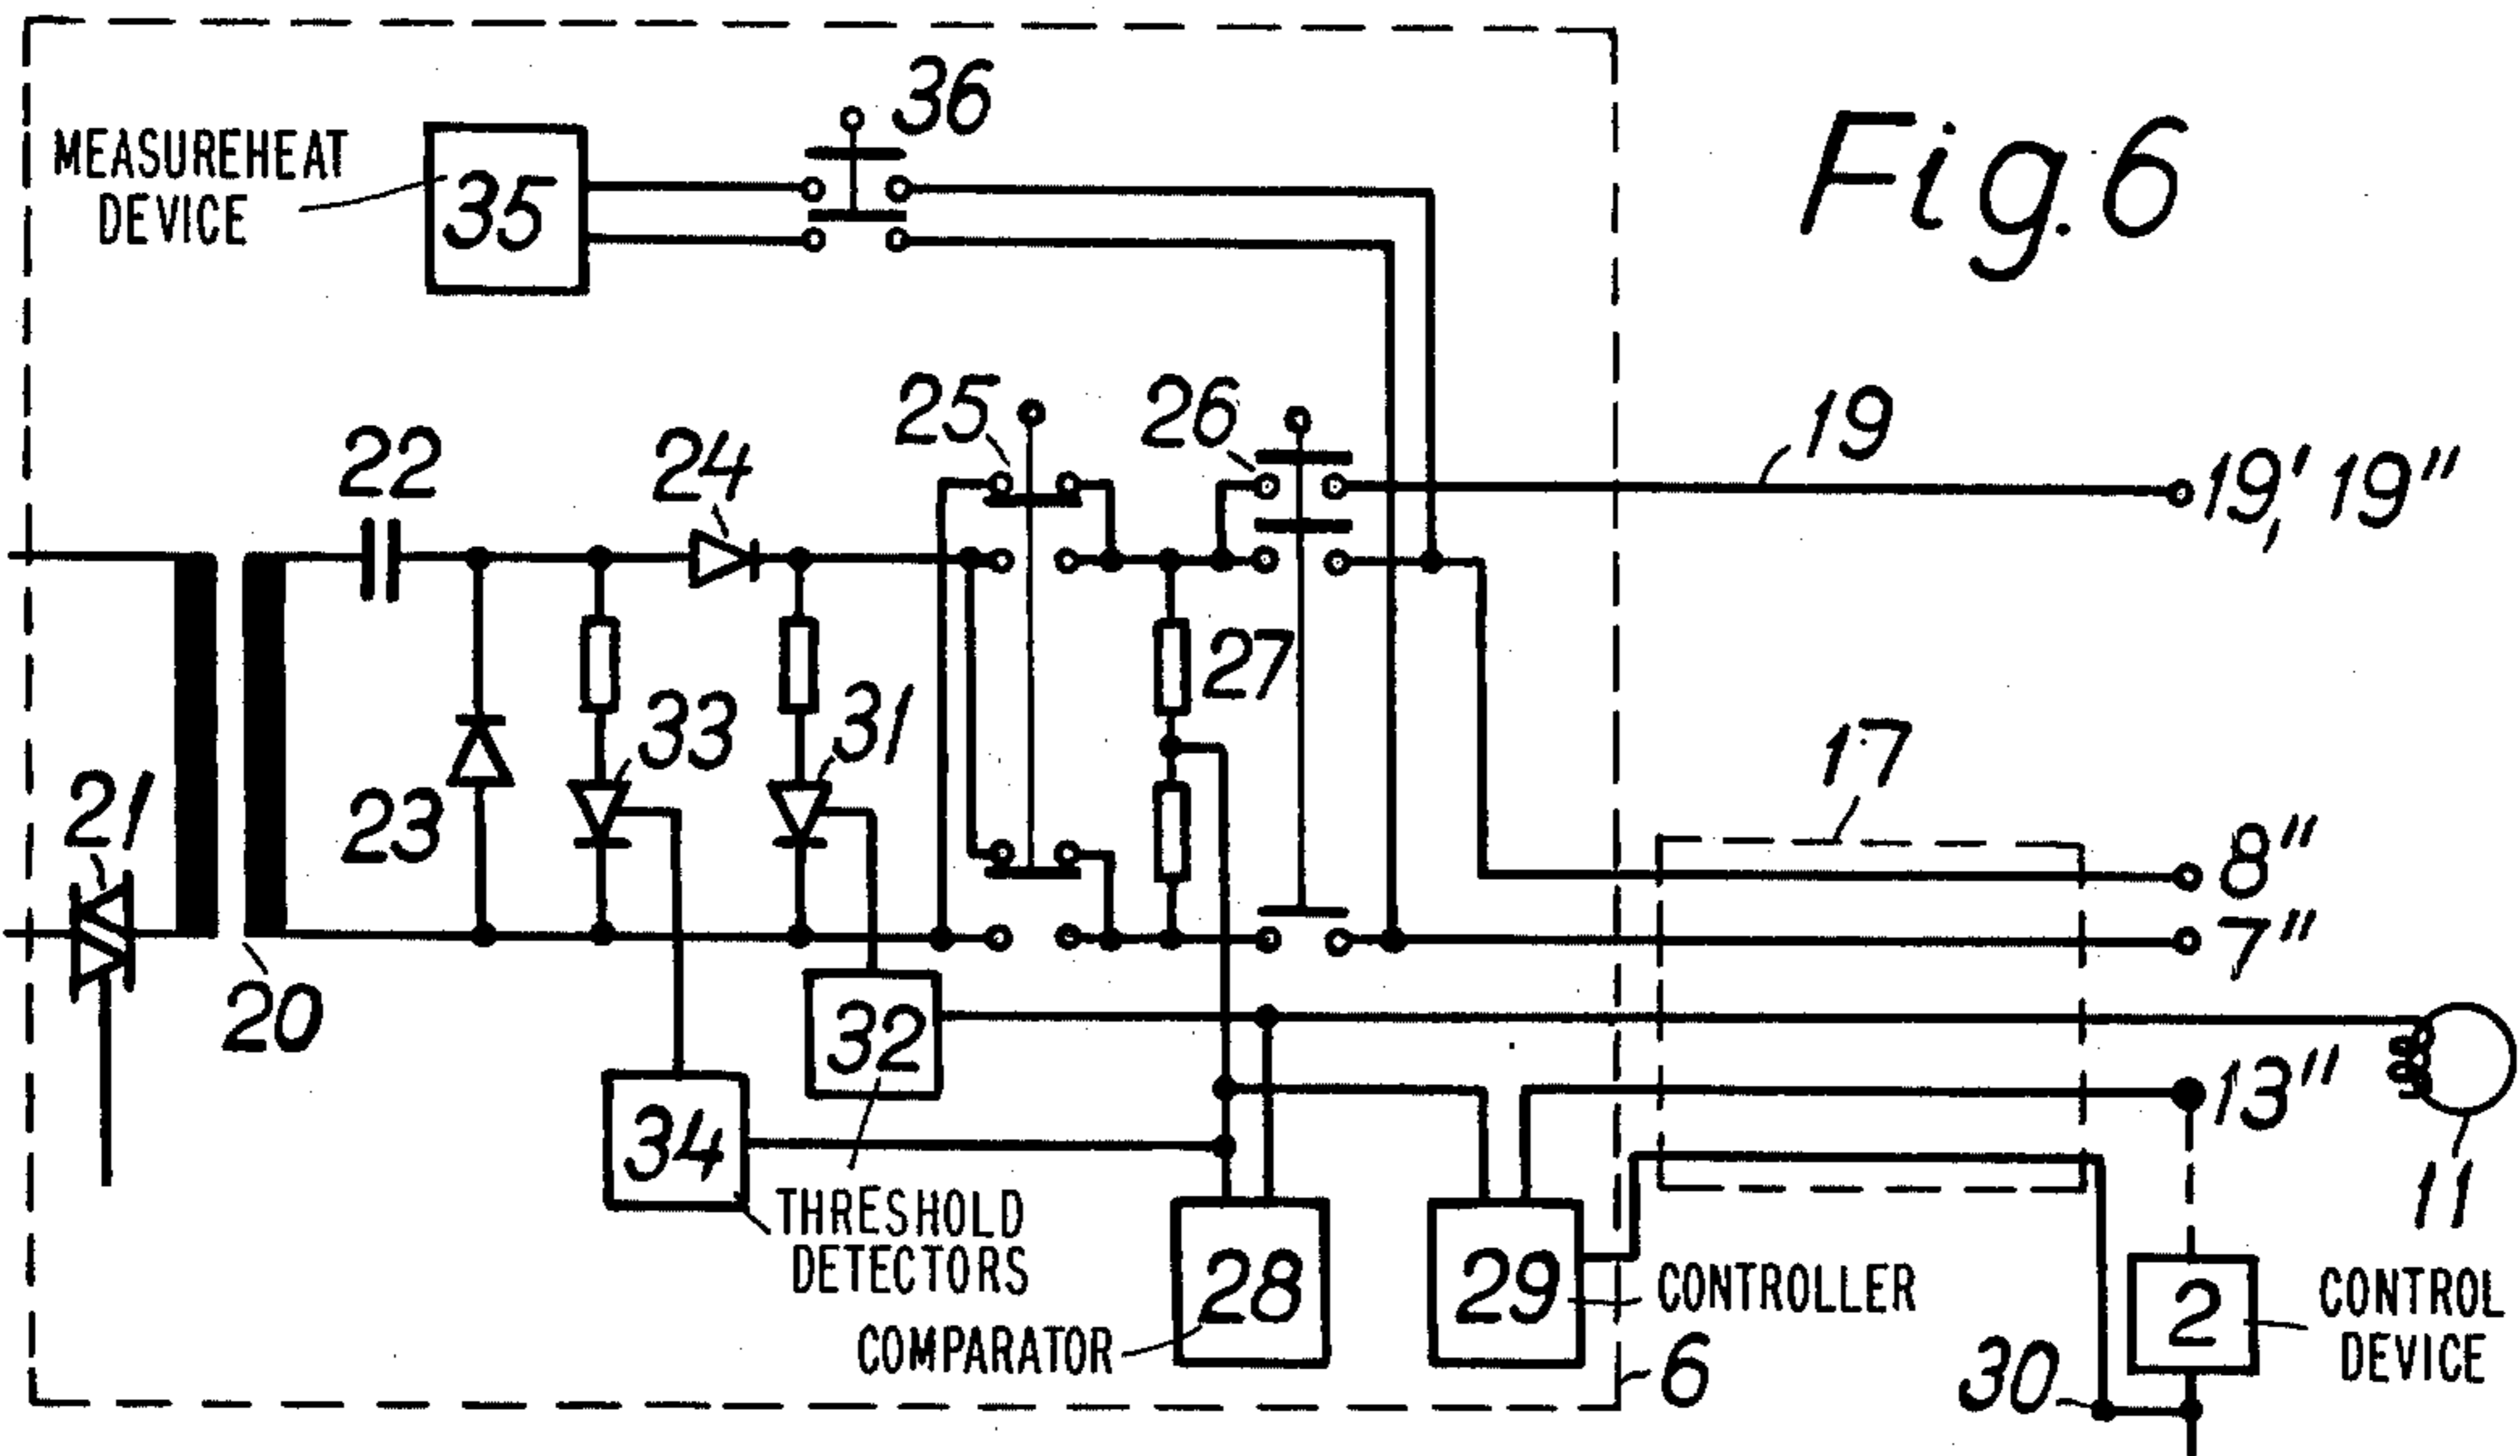 Fig.6
36
MEASUREHEAT
DEVICE
35
25
26
19
19', 19"
22
24
27
33
31
17
21
23
8"
7"
20
32
13"
34
11
THRESHOLD
DETECTORS
28
29
CONTROLLER
2
CONTROL
DEVICE
COMPARATOR
6
30